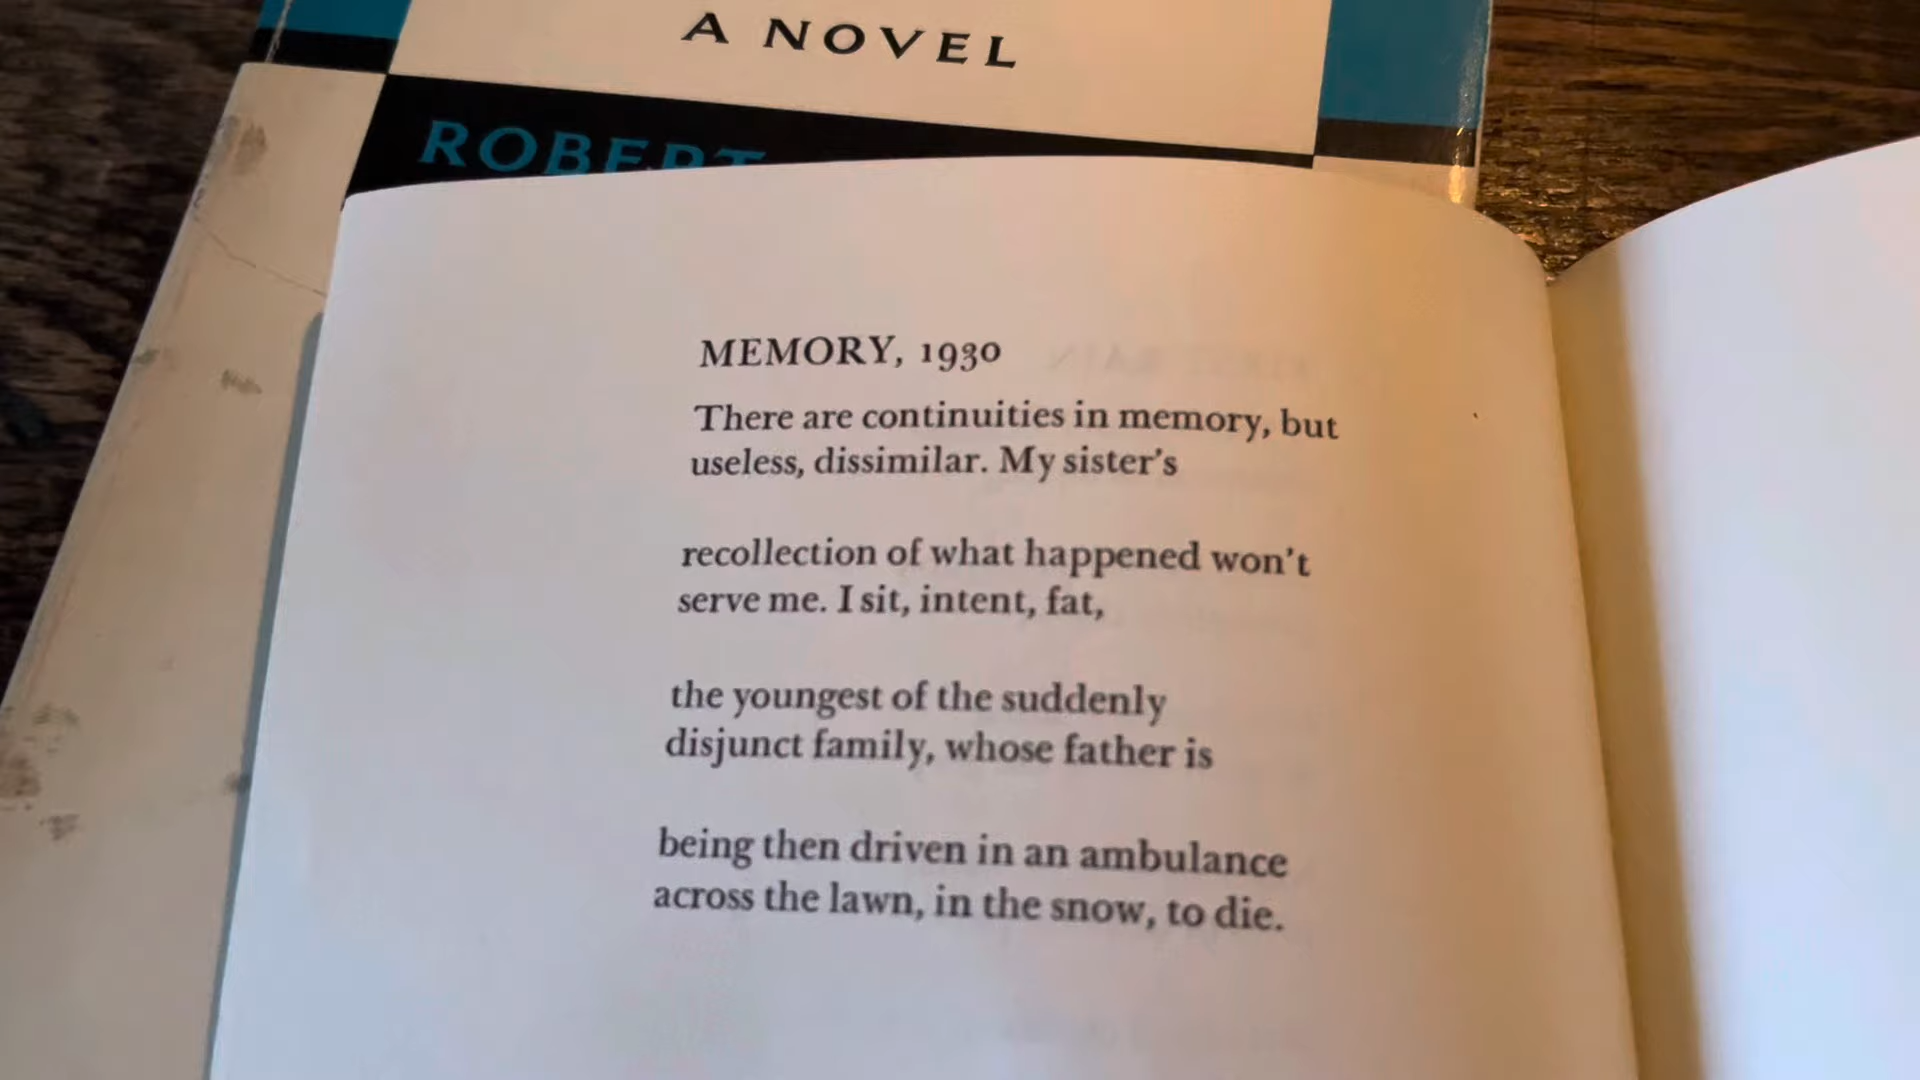 A NOVEL
ROBERT
MEMORY, 1930
There are continuities in memory, but
useless, dissimilar. My sister's
recollection of what happened won't
serve me. I sit, intent, fat,
the youngest of the suddenly
disjunct family, whose father is
being then driven in an ambulance
across the lawn, in the snow, to die.